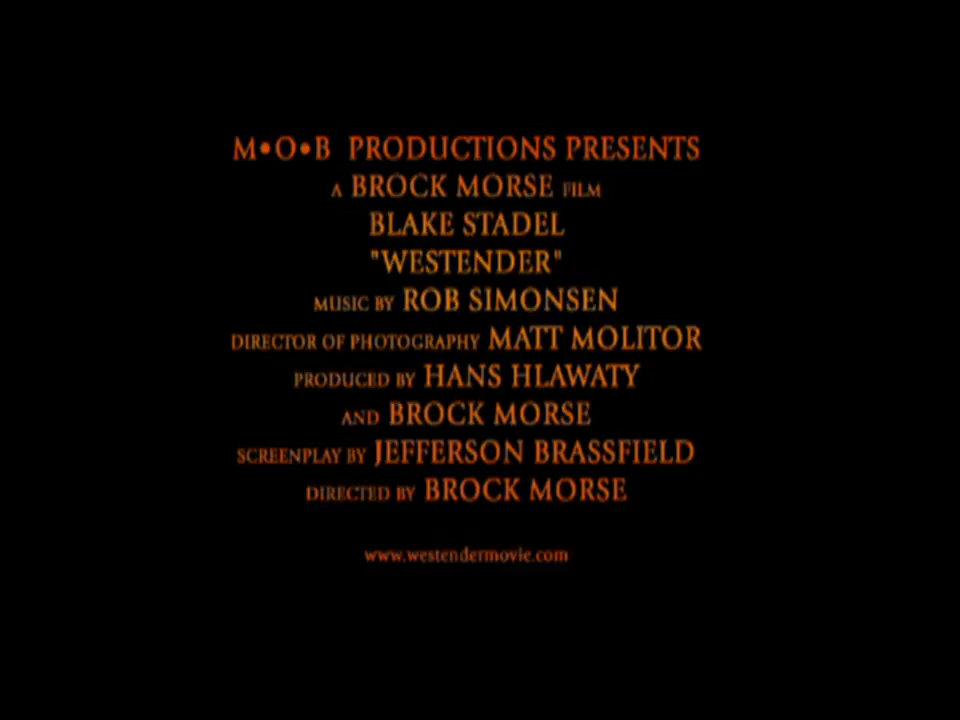 M•O•B PRODUCTIONS PRESENTS
A BROCK MORSE FILM
BLAKE STADEL
"WESTENDER"
MUSIC BY ROB SIMONSEN
DIRECTOR OF PHOTOGRAPHY MATT MOLITOR
PRODUCED BY HANS HLAWATY
AND BROCK MORSE
SCREENPLAY BY JEFFERSON BRASSFIELD
DIRECTED BY BROCK MORSE
www.westendermovie.com